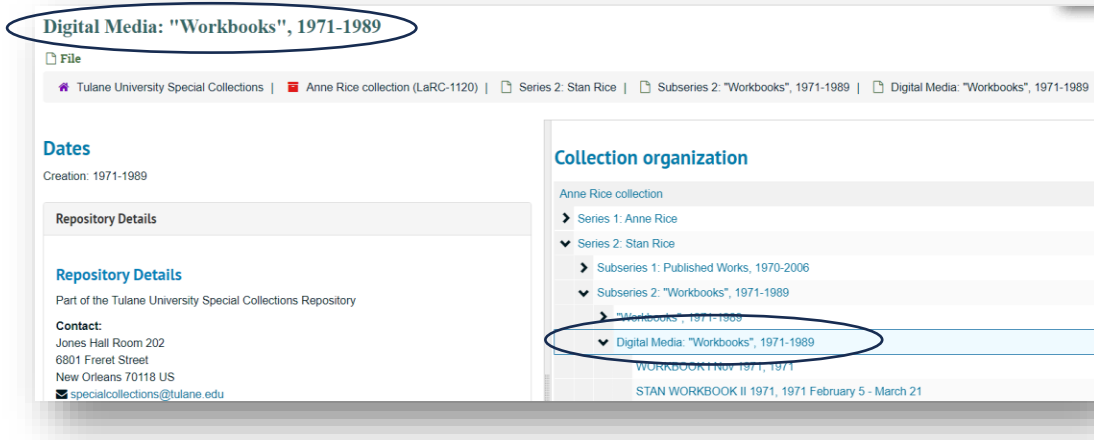 Digital Media: "Workbooks", 1971-1989
File
Tulane University Special Collections | Anne Rice collection (LaRC-1120) | Series 2: Stan Rice | Subseries 2: "Workbooks", 1971-1989 | Digital Media: "Workbooks", 1971-1989
Dates
Creation: 1971-1989
Repository Details
Repository Details
Part of the Tulane University Special Collections Repository
Contact:
Jones Hall Room 202
6801 Freret Street
New Orleans 70118 US
specialcollections@tulane.edu
Collection organization
Anne Rice collection
Series 1: Anne Rice
Series 2: Stan Rice
Subseries 1: Published Works, 1970-2006
Subseries 2: "Workbooks", 1971-1989
"Workbooks", 1971-1989
Digital Media: "Workbooks", 1971-1989
WORKBOOK I Nov 1971, 1971
STAN WORKBOOK II 1971, 1971 February 5 - March 21